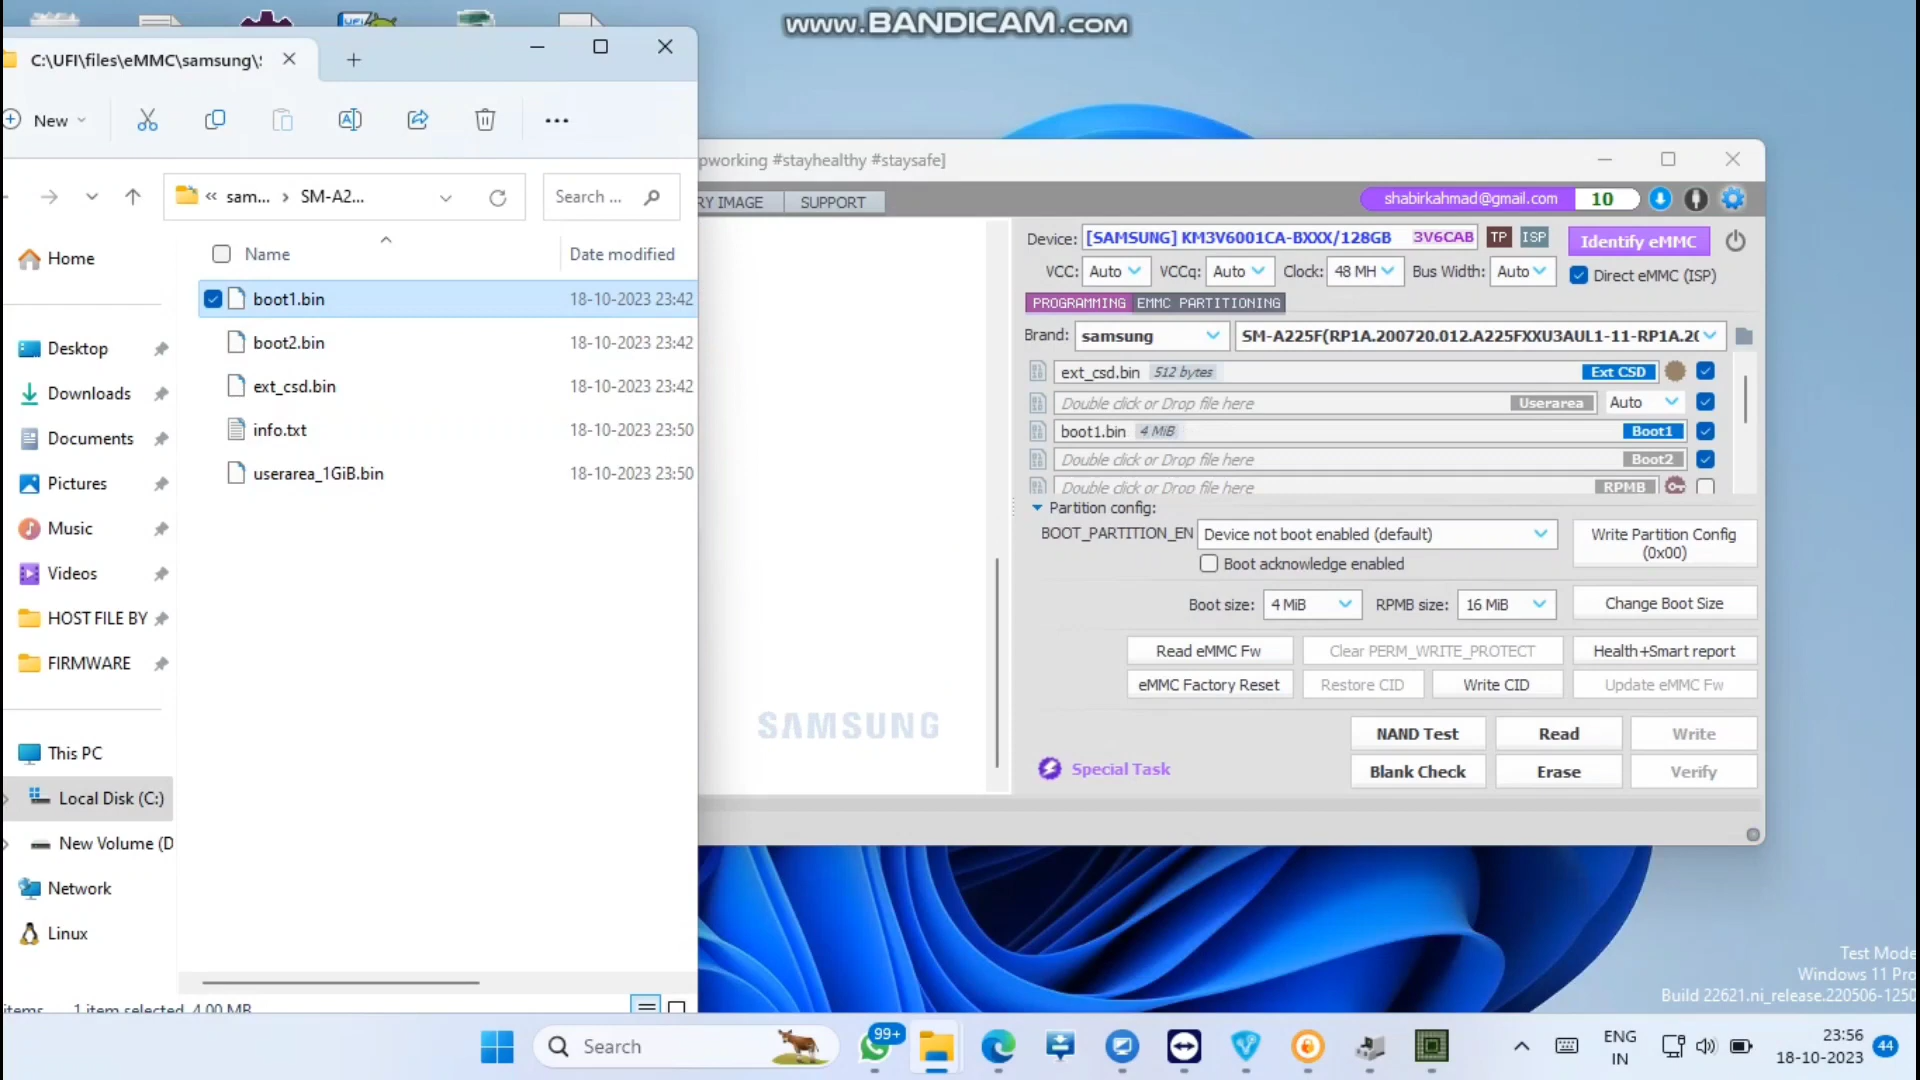 www.BANDICAM.com
C:\UFI\files\eMMC\samsung\
New
sam...
SM-A2...
Search ...
Name
Date modified
boot1.bin
18-10-2023 23:42
boot2.bin
18-10-2023 23:42
ext_csd.bin
18-10-2023 23:42
info.txt
18-10-2023 23:50
userarea_1GiB.bin
18-10-2023 23:50
Home
Desktop
Downloads
Documents
Pictures
Music
Videos
HOST FILE BY
FIRMWARE
This PC
Local Disk (C:)
New Volume (D
Network
Linux
1 item selected 4.00 MB
pworking #stayhealthy #staysafe]
RY IMAGE
SUPPORT
shabirkahmad@gmail.com
10
Device: [SAMSUNG] KM3V6001CA-BXXX/128GB 3V6CAB TP ISP
Identify eMMC
VCC: Auto VCCq: Auto Clock: 48 MH Bus Width: Auto
Direct eMMC (ISP)
PROGRAMMING EMMC PARTITIONING
Brand: samsung SM-A225F(RP1A.200720.012.A225FXXU3AUL1-11-RP1A.20
ext_csd.bin 512 bytes Ext CSD
Double click or Drop file here Userarea Auto
boot1.bin 4 MiB Boot1
Double click or Drop file here Boot2
Double click or Drop file here RPMB
Partition config:
BOOT_PARTITION_EN Device not boot enabled (default)
Write Partition Config
(0x00)
Boot acknowledge enabled
Boot size: 4 MiB RPMB size: 16 MiB Change Boot Size
Read eMMC Fw Clear PERM_WRITE_PROTECT Health+Smart report
eMMC Factory Reset Restore CID Write CID Update eMMC Fw
SAMSUNG
NAND Test Read Write
Special Task
Blank Check Erase Verify
Test Mode
Windows 11 Pro
Build 22621.ni_release.220506-1250
Search
99+
ENG
IN
23:56
18-10-2023
44